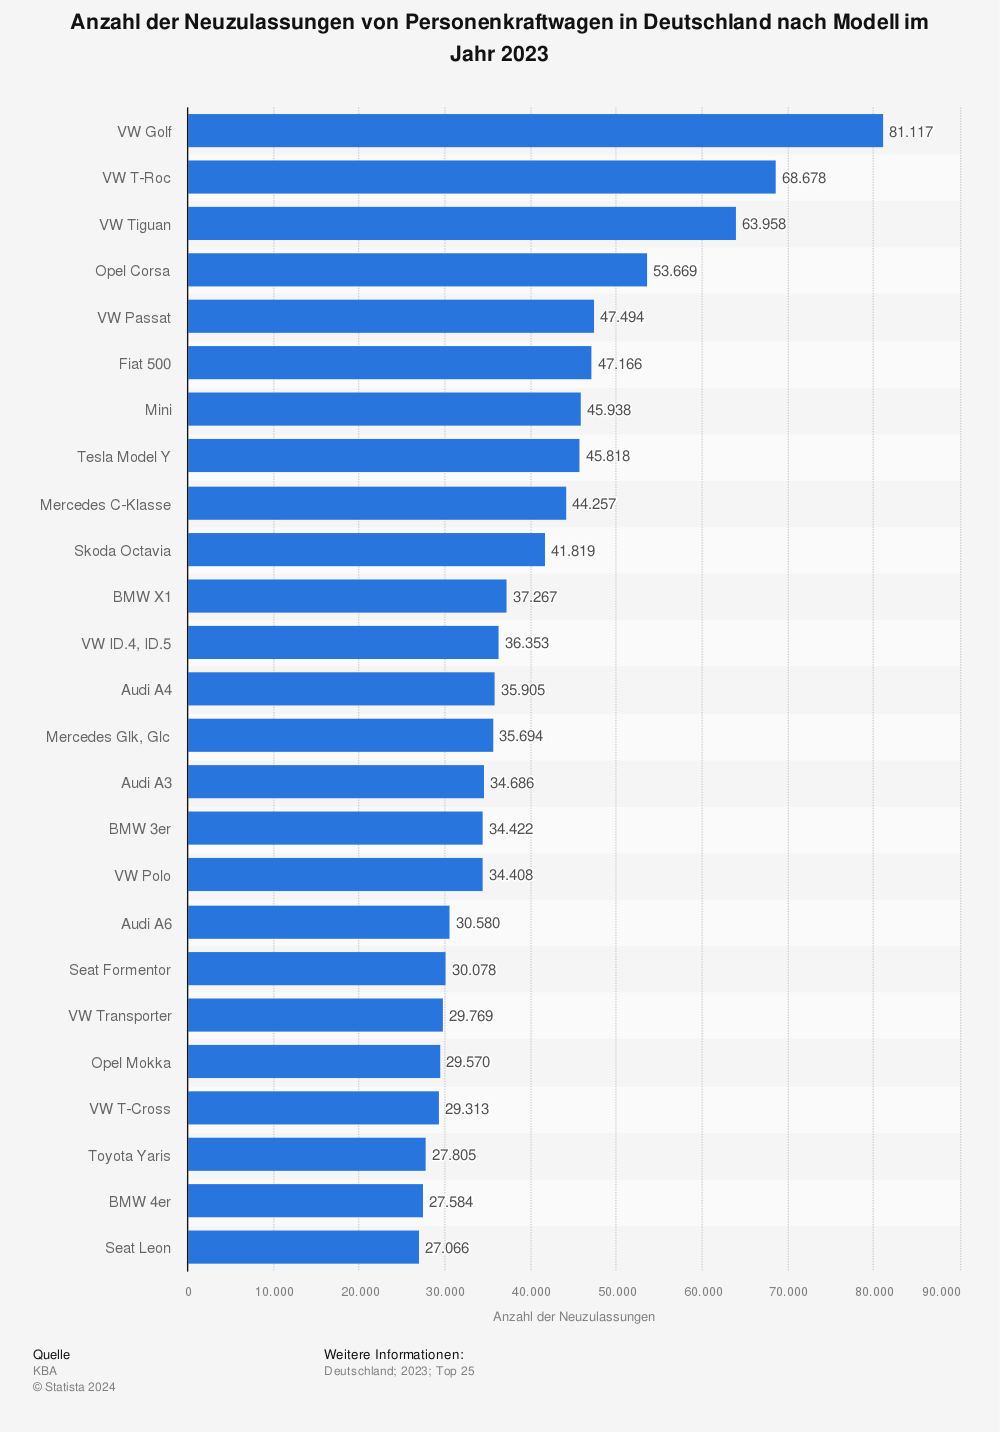 Anzahl der Neuzulassungen von Personenkraftwagen in Deutschland nach Modell im
Jahr 2023
VW Golf 81.117
VW T-Roc 68.678
VW Tiguan 63.958
Opel Corsa 53.669
VW Passat 47.494
Fiat 500 47.166
Mini 45.938
Tesla Model Y 45.818
Mercedes C-Klasse 44.257
Skoda Octavia 41.819
BMW X1 37.267
VW ID.4, ID.5 36.353
Audi A4 35.905
Mercedes Glk, Glc 35.694
Audi A3 34.686
BMW 3er 34.422
VW Polo 34.408
Audi A6 30.580
Seat Formentor 30.078
VW Transporter 29.769
Opel Mokka 29.570
VW T-Cross 29.313
Toyota Yaris 27.805
BMW 4er 27.584
Seat Leon 27.066
0 10.000 20.000 30.000 40.000 50.000 60.000 70.000 80.000 90.000
Anzahl der Neuzulassungen
Quelle
KBA
© Statista 2024
Weitere Informationen:
Deutschland; 2023; Top 25